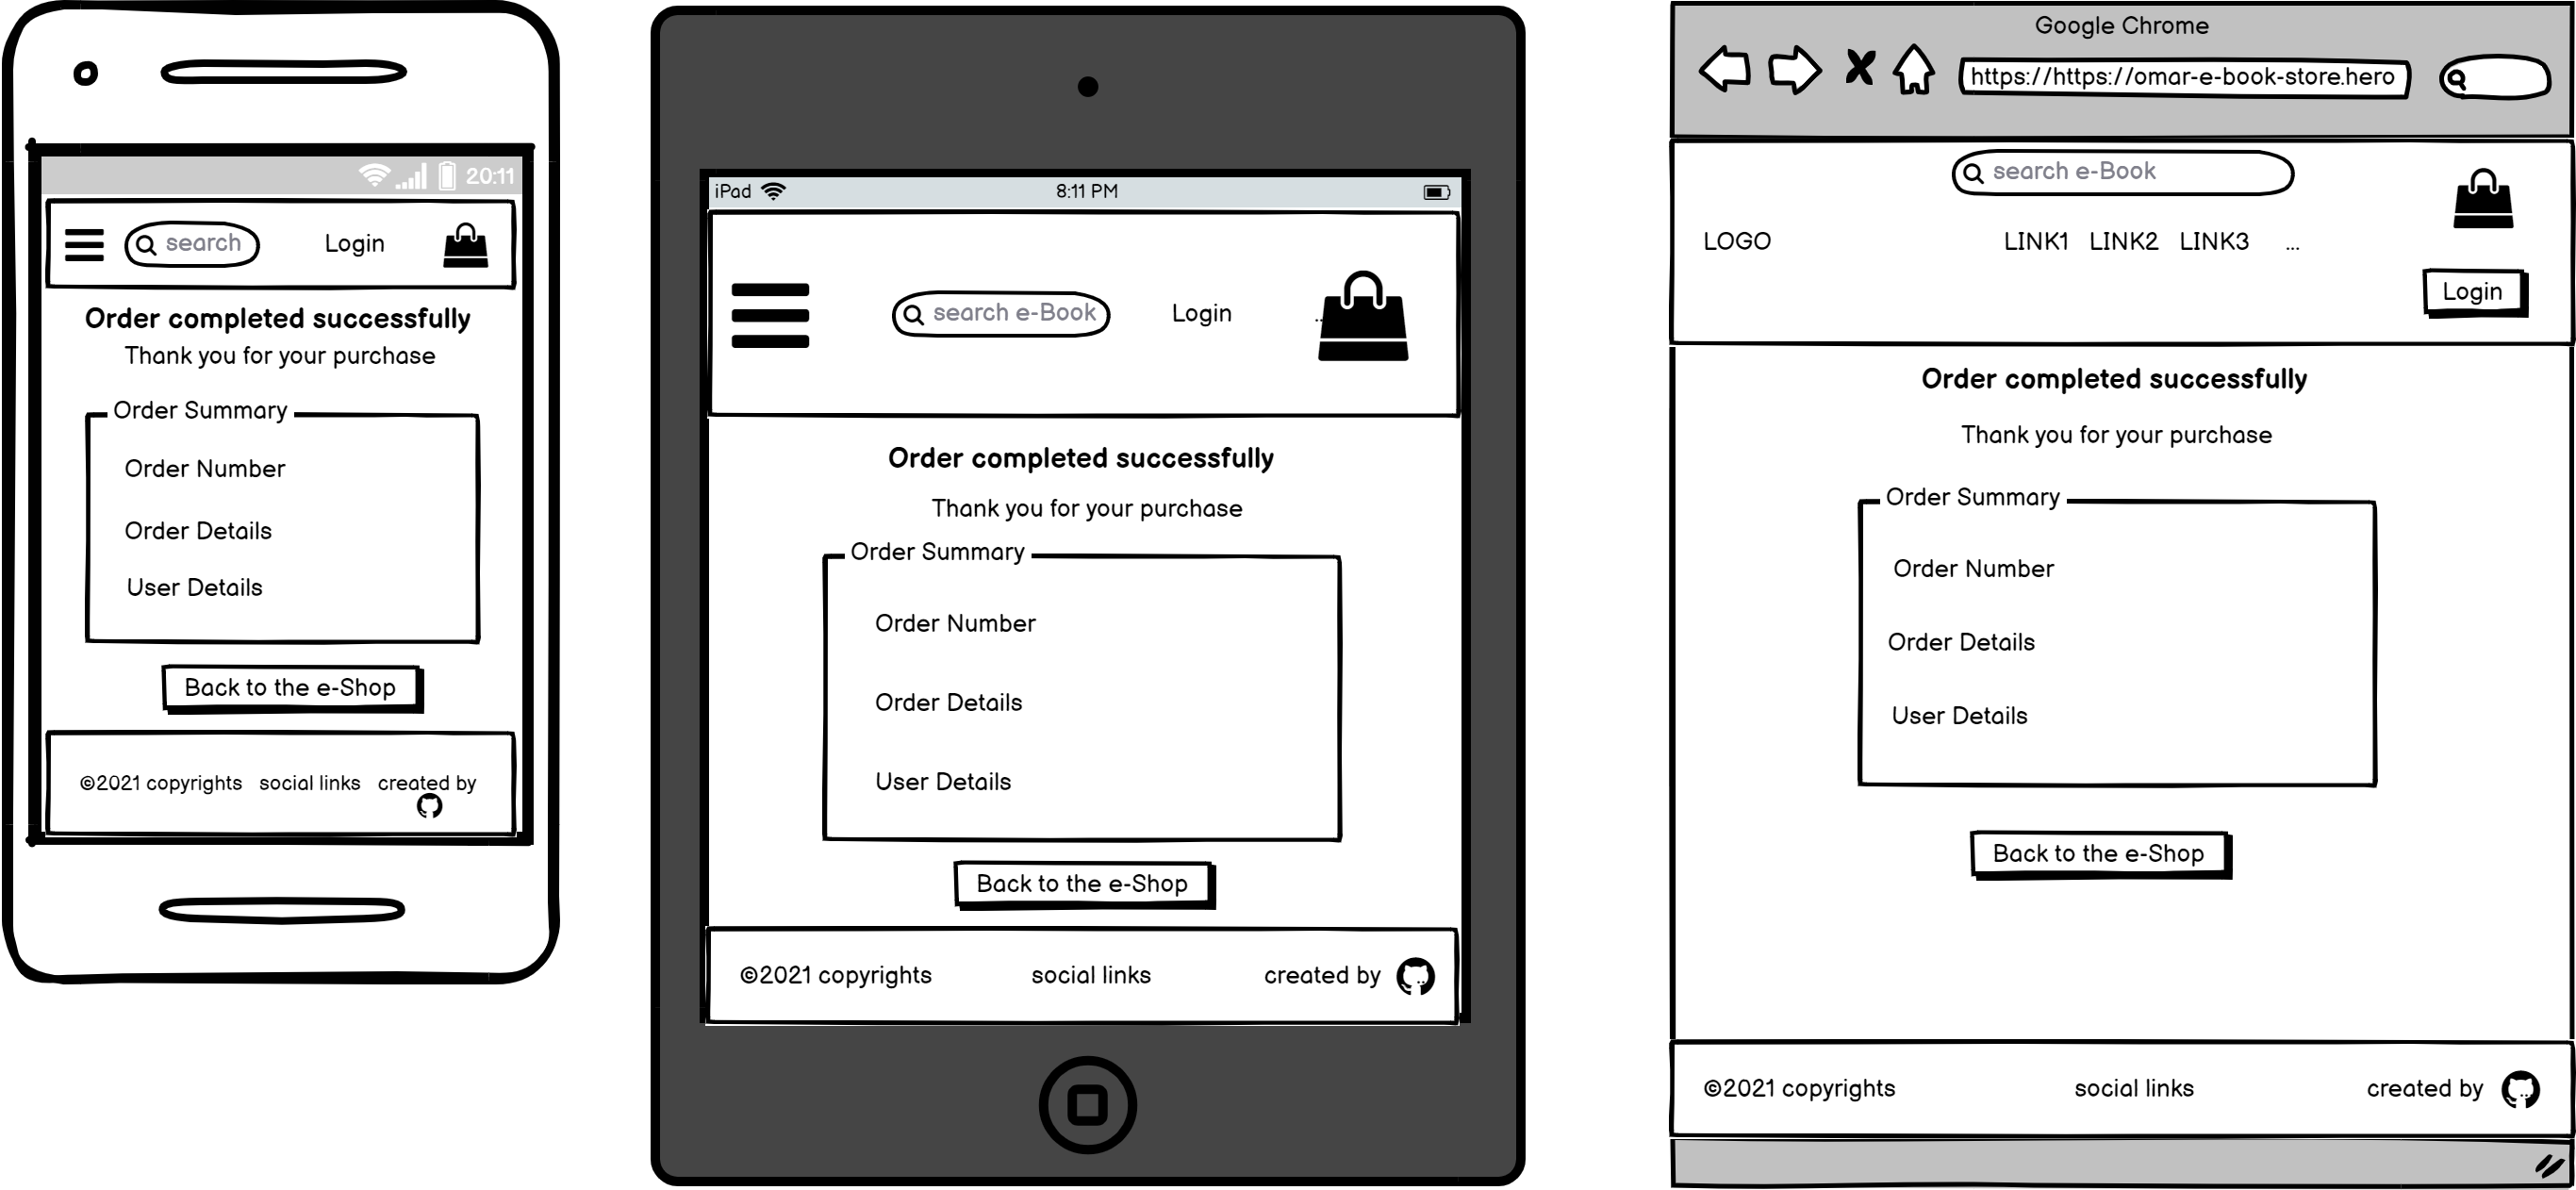 20:11
search Login
Order completed successfully
Thank you for your purchase
Order Summary
Order Number
Order Details
User Details
Back to the e-Shop
©2021 copyrights social links created by
iPad 8:11 PM
search e-Book Login ..
Order completed successfully
Thank you for your purchase
Order Summary
Order Number
Order Details
User Details
Back to the e-Shop
©2021 copyrights social links created by
Google Chrome
https://https://omar-e-book-store.hero
search e-Book
LOGO LINK1 LINK2 LINK3 ...
Login
Order completed successfully
Thank you for your purchase
Order Summary
Order Number
Order Details
User Details
Back to the e-Shop
©2021 copyrights social links created by